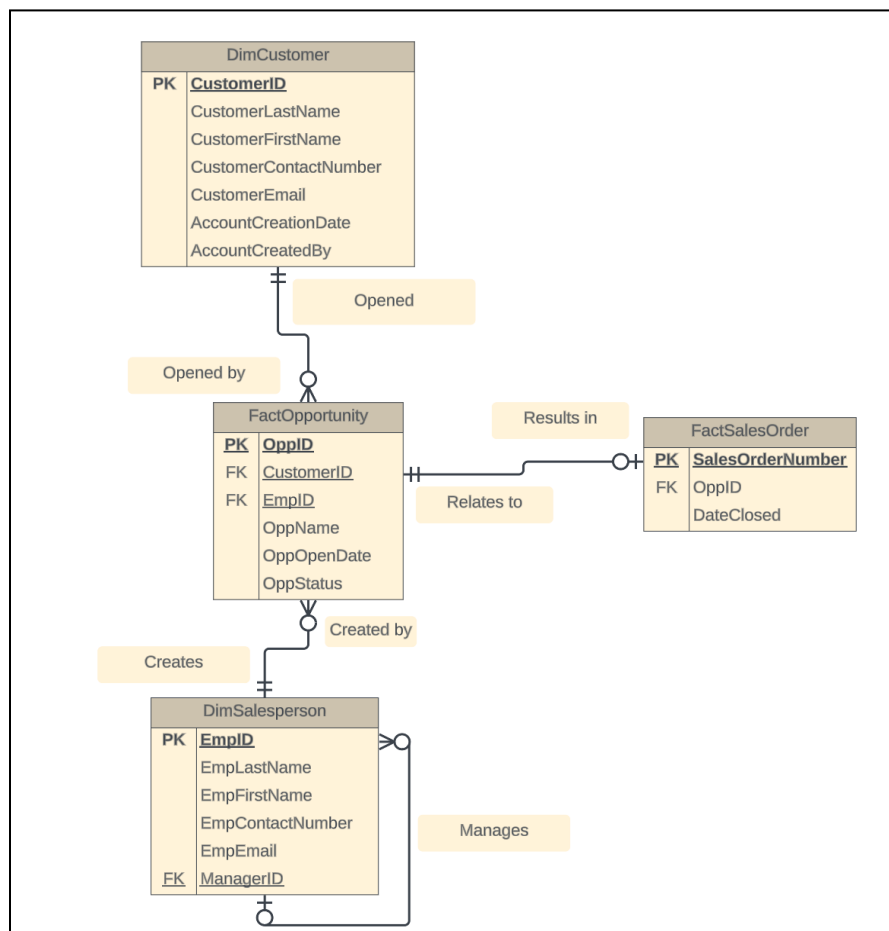 DimCustomer
PK CustomerID
CustomerLastName
CustomerFirstName
CustomerContactNumber
CustomerEmail
AccountCreationDate
AccountCreatedBy
Opened
Opened by
FactOpportunity
PK OppID
FK CustomerID
FK EmpID
OppName
OppOpenDate
OppStatus
Results in
Relates to
FactSalesOrder
PK SalesOrderNumber
FK OppID
DateClosed
Created by
Creates
DimSalesperson
PK EmpID
EmpLastName
EmpFirstName
EmpContactNumber
EmpEmail
FK ManagerID
Manages